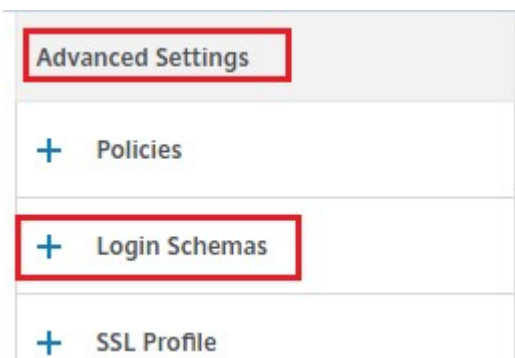 Advanced Settings
+ Policies
+ Login Schemas
+ SSL Profile